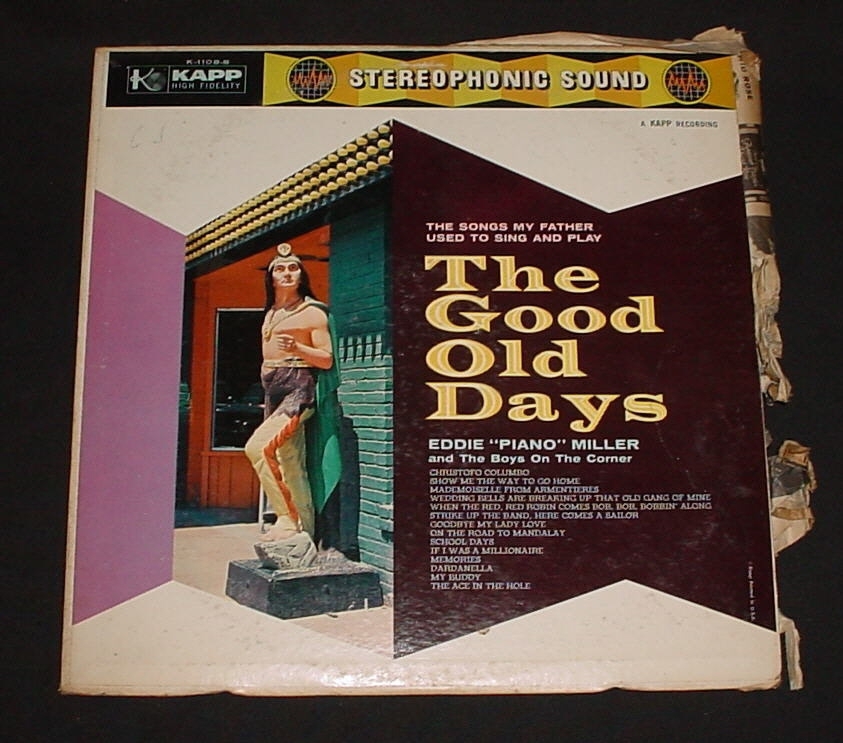 K-1108-S
KAPP
HIGH FIDELITY
STEREOPHONIC SOUND
A KAPP RECORDING
THE SONGS MY FATHER
USED TO SING AND PLAY
The
Good
Old
Days
EDDIE "PIANO" MILLER
and The Boys On The Corner
CHRISTOFO COLUMBO
SHOW ME THE WAY TO GO HOME
MADEMOISELLE FROM ARMENTIERES
WEDDING BELLS ARE BREAKING UP THAT OLD GANG OF MINE
WHEN THE RED, RED ROBIN COMES BOB, BOB, BOBBIN' ALONG
STRIKE UP THE BAND, HERE COMES A SAILOR
GOODBYE MY LADY LOVE
ON THE ROAD TO MANDALAY
SCHOOL DAYS
IF I WAS A MILLIONAIRE
MEMORIES
DARDANELLA
MY BUDDY
THE ACE IN THE HOLE